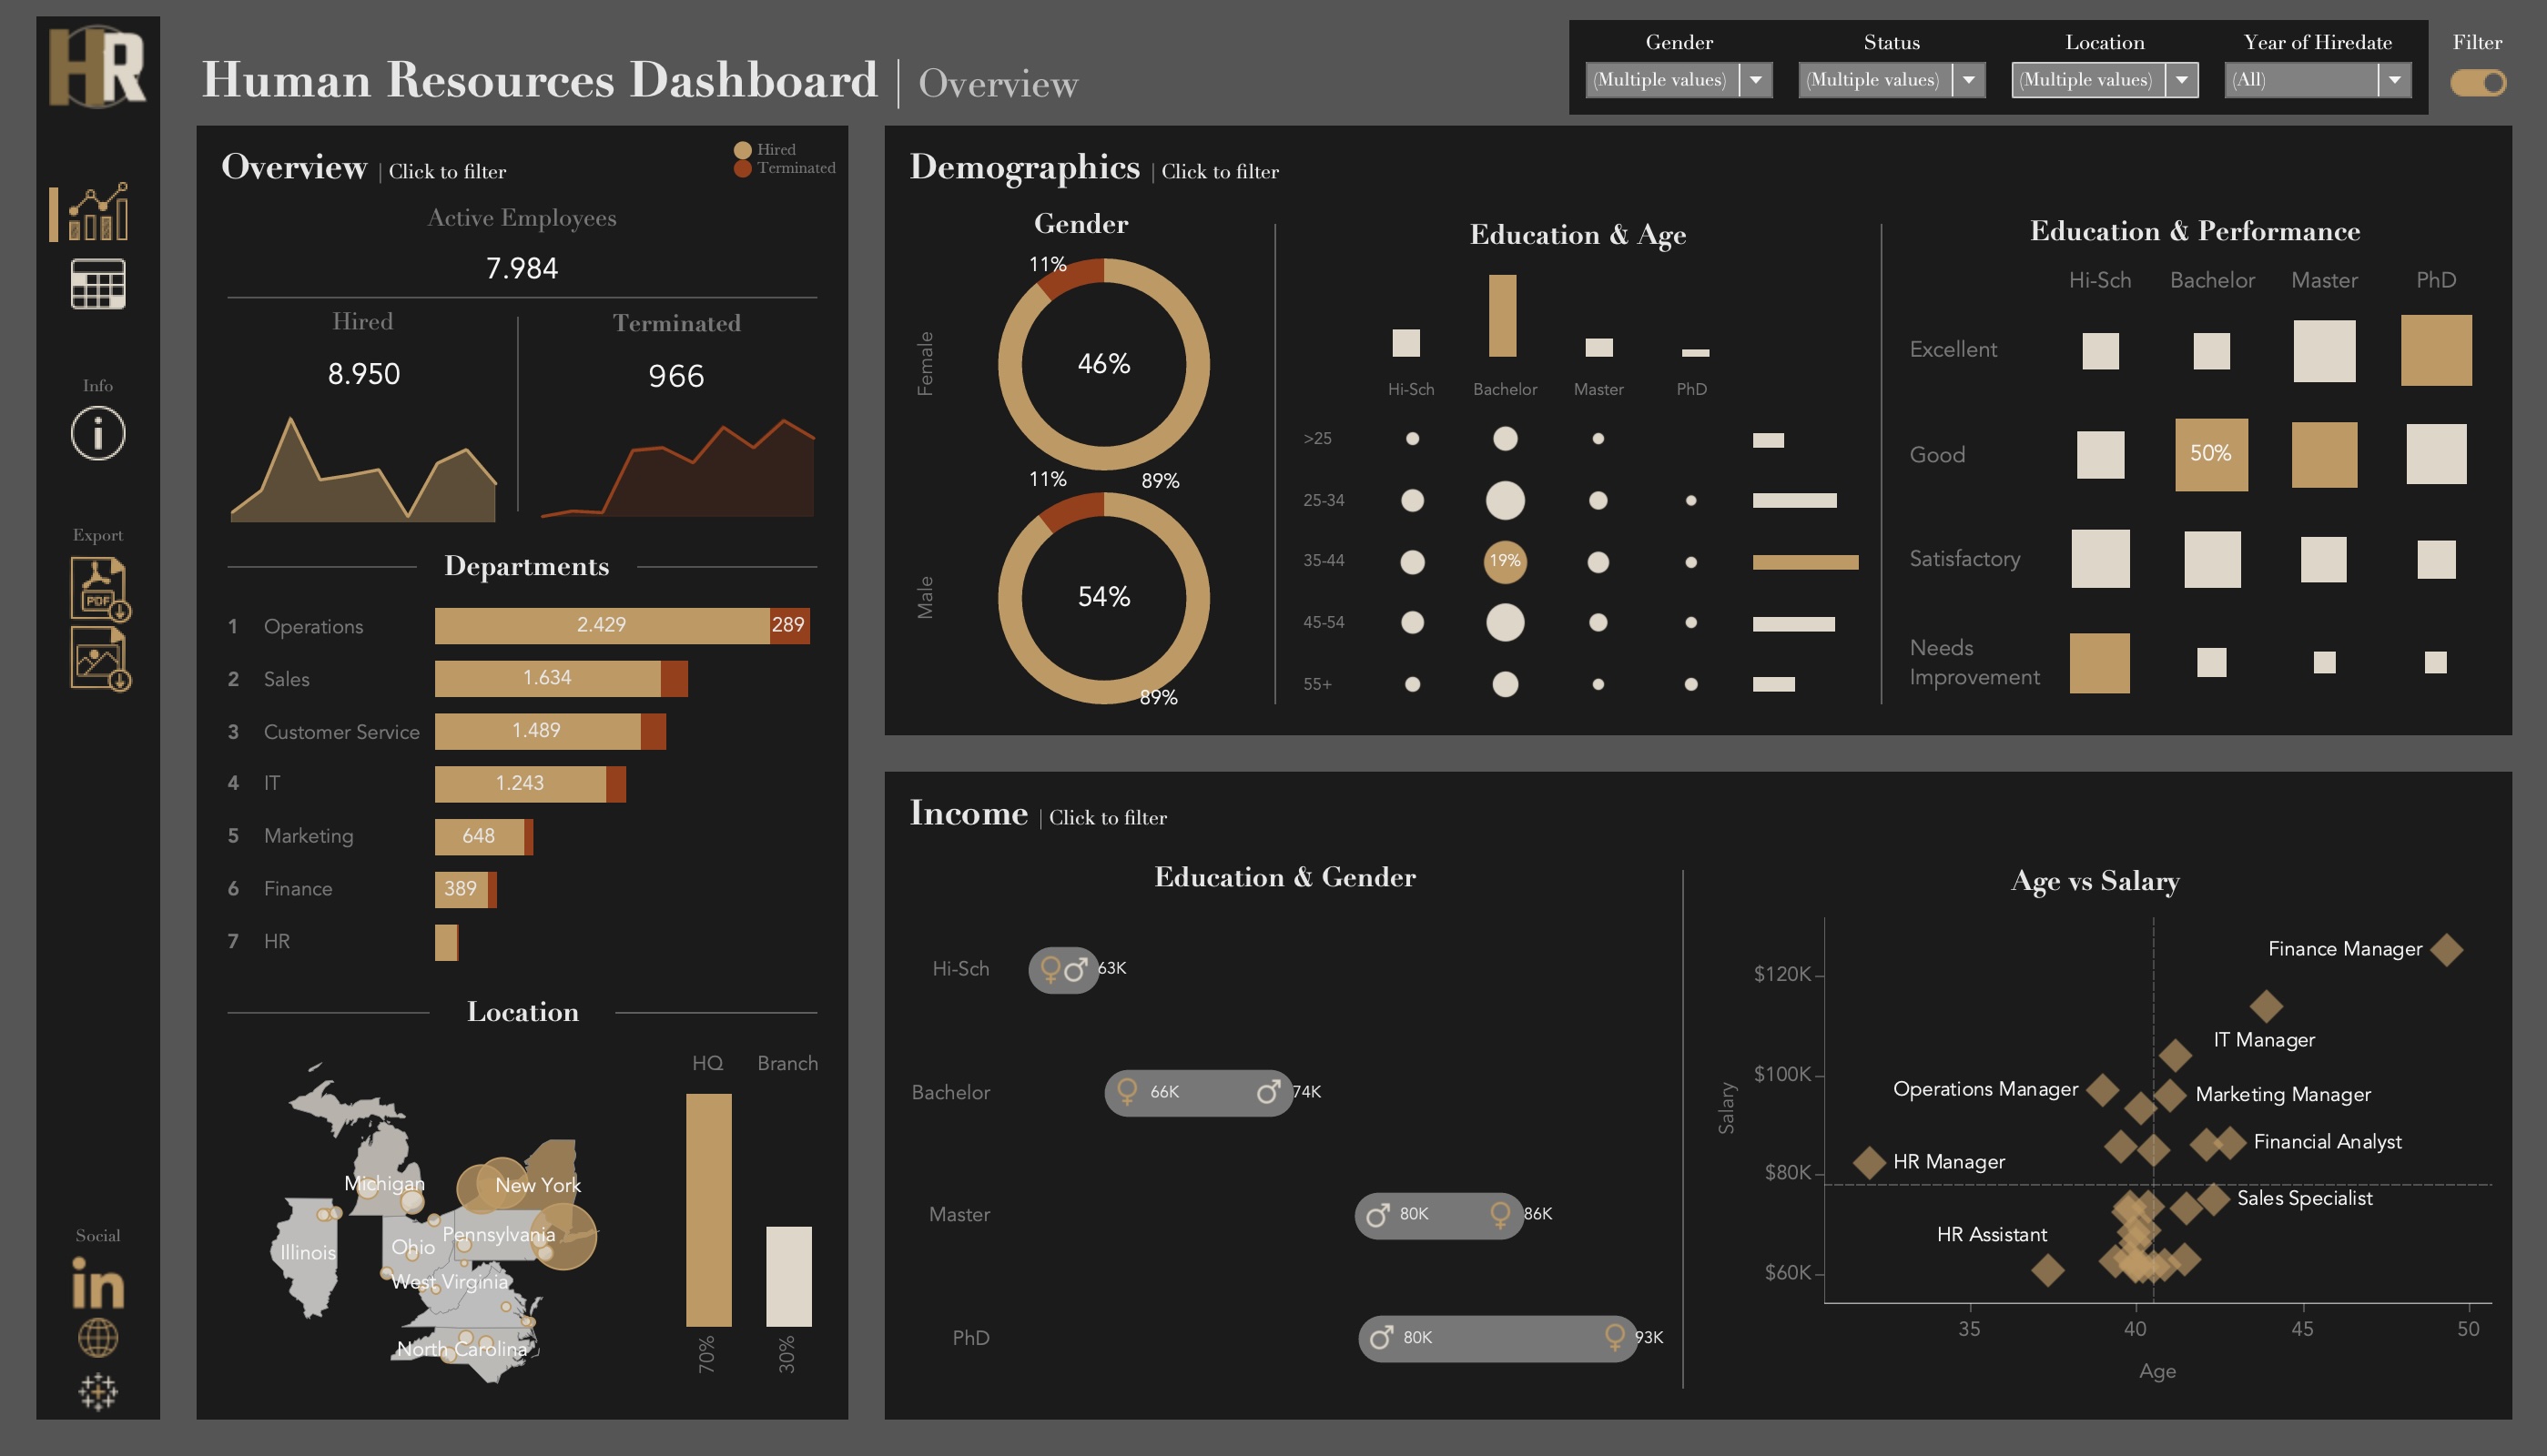 HR
Human Resources Dashboard | Overview
Gender
Status
Location
Year of Hiredate
Filter
(Multiple values)
(Multiple values)
(Multiple values)
(All)
Info
Export
PDF
Social
in
Overview | Click to filter
Hired
Terminated
Active Employees
7.984
Hired
Terminated
8.950
966
Departments
1 Operations 2.429 289
2 Sales 1.634
3 Customer Service 1.489
4 IT 1.243
5 Marketing 648
6 Finance 389
7 HR
Location
HQ Branch
Michigan
New York
Pennsylvania
Illinois
Ohio
West Virginia
North Carolina
70%
30%
Demographics | Click to filter
Gender
Female
11%
46%
89%
Male
11%
54%
89%
Education & Age
Hi-Sch Bachelor Master PhD
>25
25-34
35-44 19%
45-54
55+
Education & Performance
Hi-Sch Bachelor Master PhD
Excellent
Good 50%
Satisfactory
Needs
Improvement
Income | Click to filter
Education & Gender
Hi-Sch 63K
Bachelor 66K 74K
Master 80K 86K
PhD 80K 93K
Age vs Salary
Salary
$120K
$100K
$80K
$60K
Finance Manager
IT Manager
Operations Manager
Marketing Manager
Financial Analyst
HR Manager
Sales Specialist
HR Assistant
35 40 45 50
Age